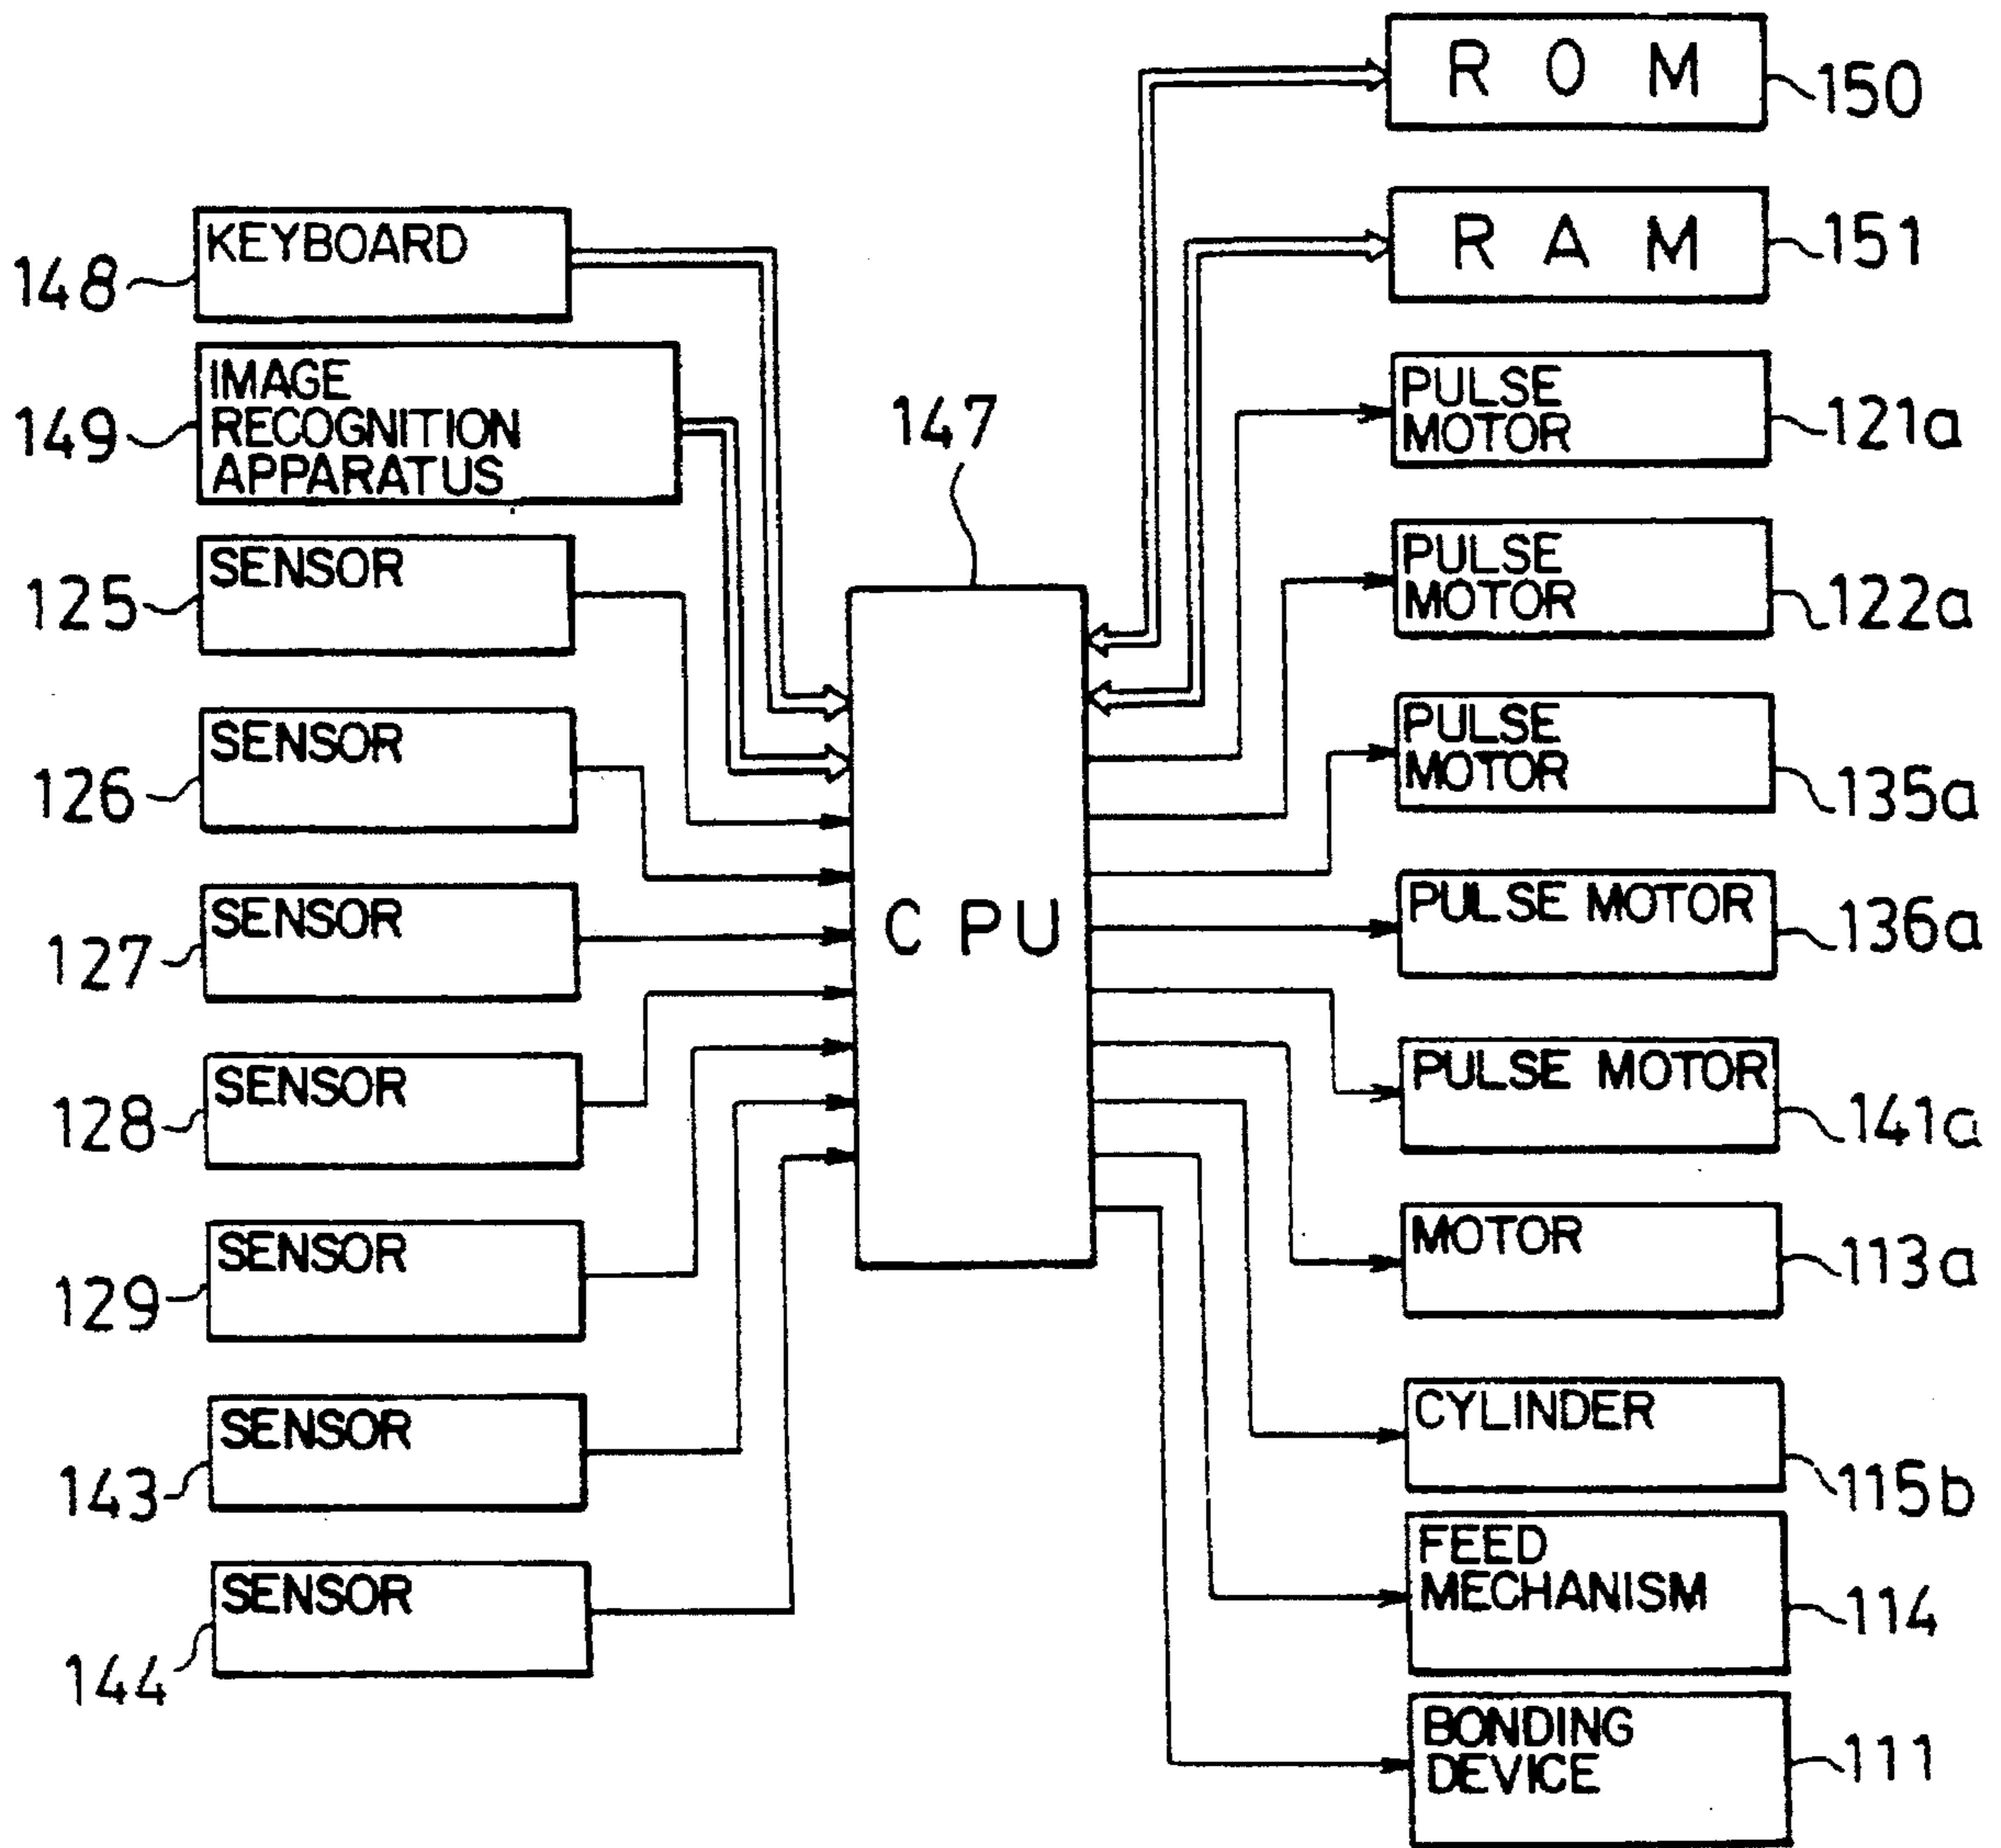 KEYBOARD
148
IMAGE
RECOGNITION
APPARATUS
149
SENSOR
125
SENSOR
126
SENSOR
127
SENSOR
128
SENSOR
129
SENSOR
143
SENSOR
144
147
CPU
ROM
150
RAM
151
PULSE
MOTOR
121a
PULSE
MOTOR
122a
PULSE
MOTOR
135a
PULSE MOTOR
136a
PULSE MOTOR
141a
MOTOR
113a
CYLINDER
115b
FEED
MECHANISM
114
BONDING
DEVICE
111